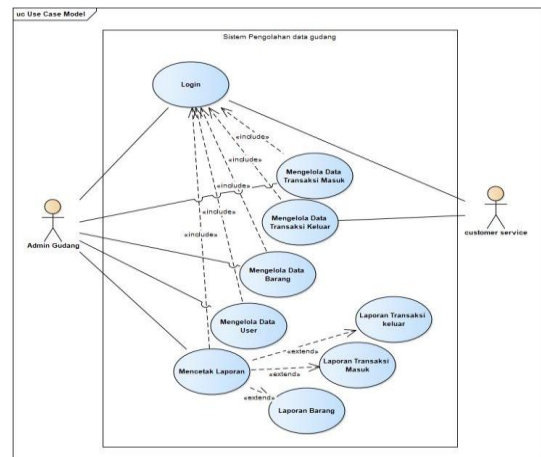 uc Use Case Model
Sistem Pengolahan data gudang
Login
«include»
«include»
Mengelola Data
Transaksi Masuk
«include»
«include»
Mengelola Data
Transaksi Keluar
«include»
Admin Gudang
customer service
Mengelola Data
Barang
Mengelola Data
User
Laporan Transaksi
keluar
«extend»
Mencetak Laporan
Laporan Transaksi
Masuk
«extend»
«extend»
Laporan Barang